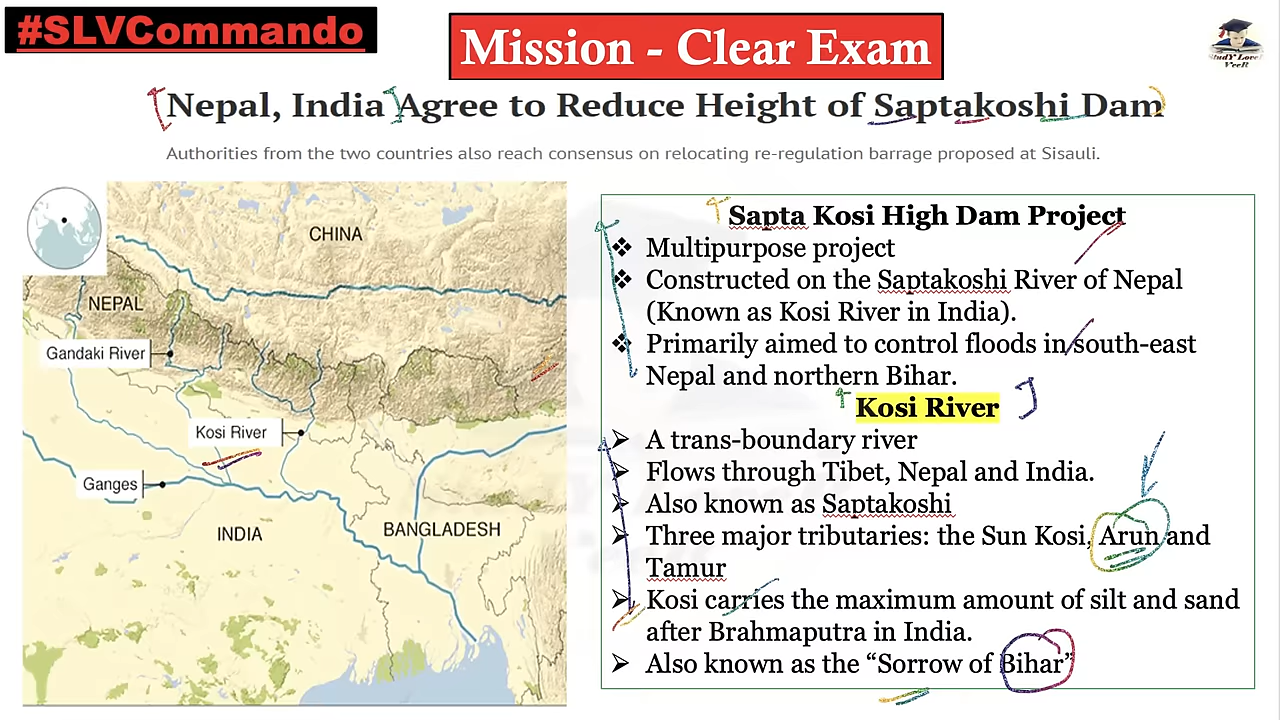 #SLVCommando
Mission - Clear Exam
StudY LoveR
VeeR
Nepal, India Agree to Reduce Height of Saptakoshi Dam
Authorities from the two countries also reach consensus on relocating re-regulation barrage proposed at Sisauli.
CHINA
NEPAL
Gandaki River
Kosi River
Ganges
INDIA
BANGLADESH
Sapta Kosi High Dam Project
❖ Multipurpose project
❖ Constructed on the Saptakoshi River of Nepal
(Known as Kosi River in India).
❖ Primarily aimed to control floods in south-east
Nepal and northern Bihar.
Kosi River
➢ A trans-boundary river
➢ Flows through Tibet, Nepal and India.
➢ Also known as Saptakoshi
➢ Three major tributaries: the Sun Kosi, Arun and
Tamur
➢ Kosi carries the maximum amount of silt and sand
after Brahmaputra in India.
➢ Also known as the “Sorrow of Bihar”